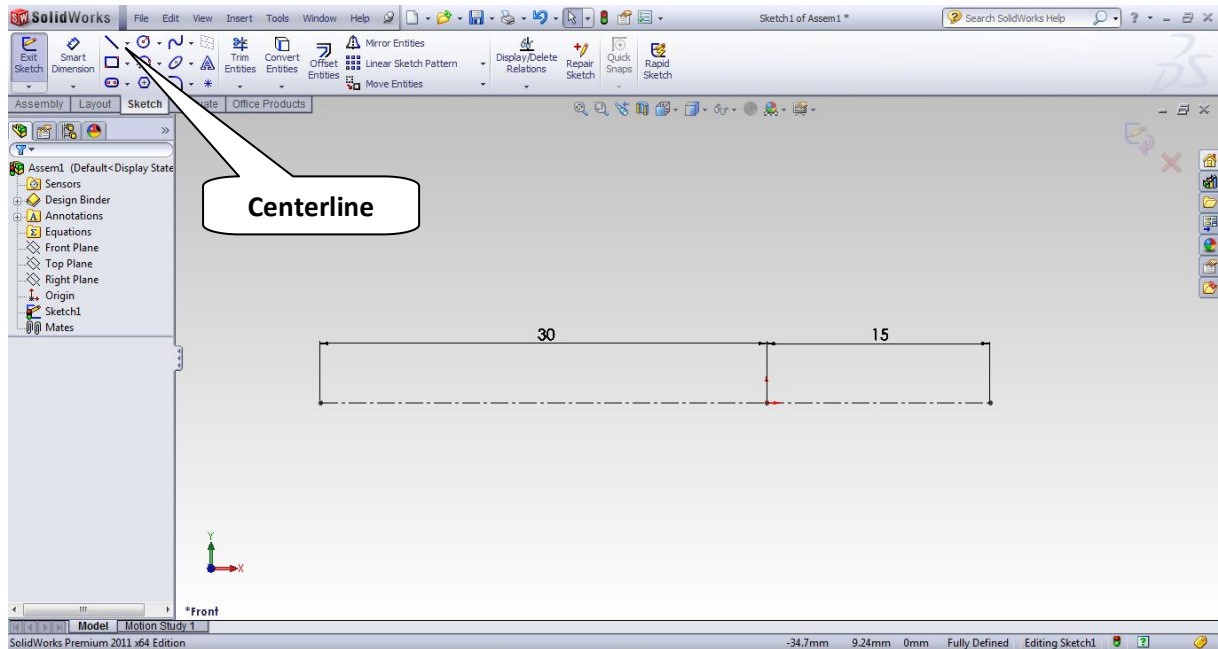 SolidWorks File Edit View Insert Tools Window Help Sketch1 of Assem1 * Search SolidWorks Help
Exit Sketch
Smart Dimension
Trim Entities
Convert Entities
Offset Entities
Mirror Entities
Linear Sketch Pattern
Move Entities
Display/Delete Relations
Repair Sketch
Quick Snaps
Rapid Sketch
Assembly Layout Sketch Office Products
Assem1 (Default<Display State
Sensors
Design Binder
Annotations
Equations
Front Plane
Top Plane
Right Plane
Origin
Sketch1
Mates
Centerline
30 15
Y
X
*Front
Model Motion Study 1
SolidWorks Premium 2011 x64 Edition -34.7mm 9.24mm 0mm Fully Defined Editing Sketch1